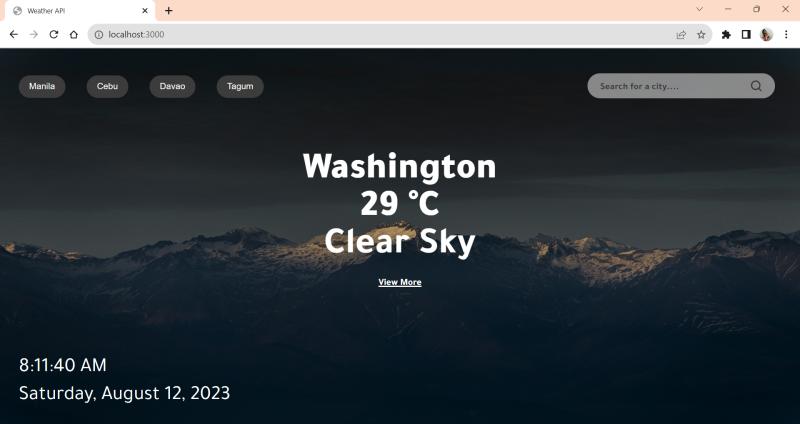 Weather API
localhost:3000
Manila Cebu Davao Tagum Search for a city....
Washington
29 °C
Clear Sky
View More
8:11:40 AM
Saturday, August 12, 2023